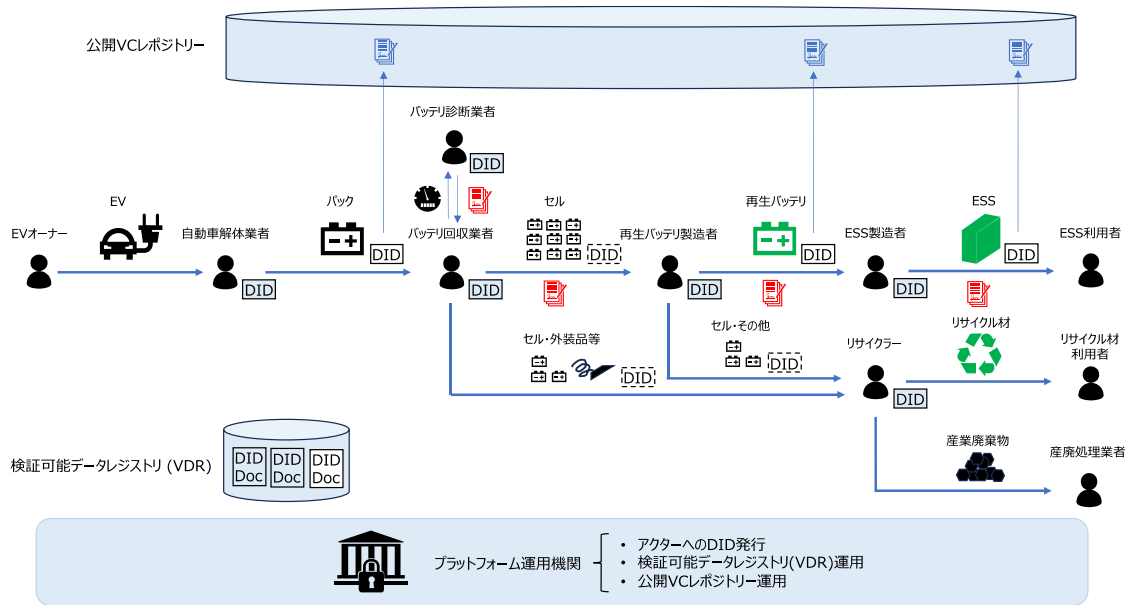 公開VCレポジトリー
バッテリ診断業者
DID
EV
パック
セル
再生バッテリ
ESS
EVオーナー
自動車解体業者
バッテリ回収業者
再生バッテリ製造者
ESS製造者
ESS利用者
DID
DID
DID
DID
DID
DID
DID
DID
DID
セル・外装品等
DID
セル・その他
DID
リサイクラー
DID
リサイクル材
リサイクル材
利用者
産業廃棄物
産廃処理業者
検証可能データレジストリ (VDR)
DID
Doc
DID
Doc
DID
Doc
プラットフォーム運用機関
• アクターへのDID発行
• 検証可能データレジストリ(VDR)運用
• 公開VCレポジトリー運用